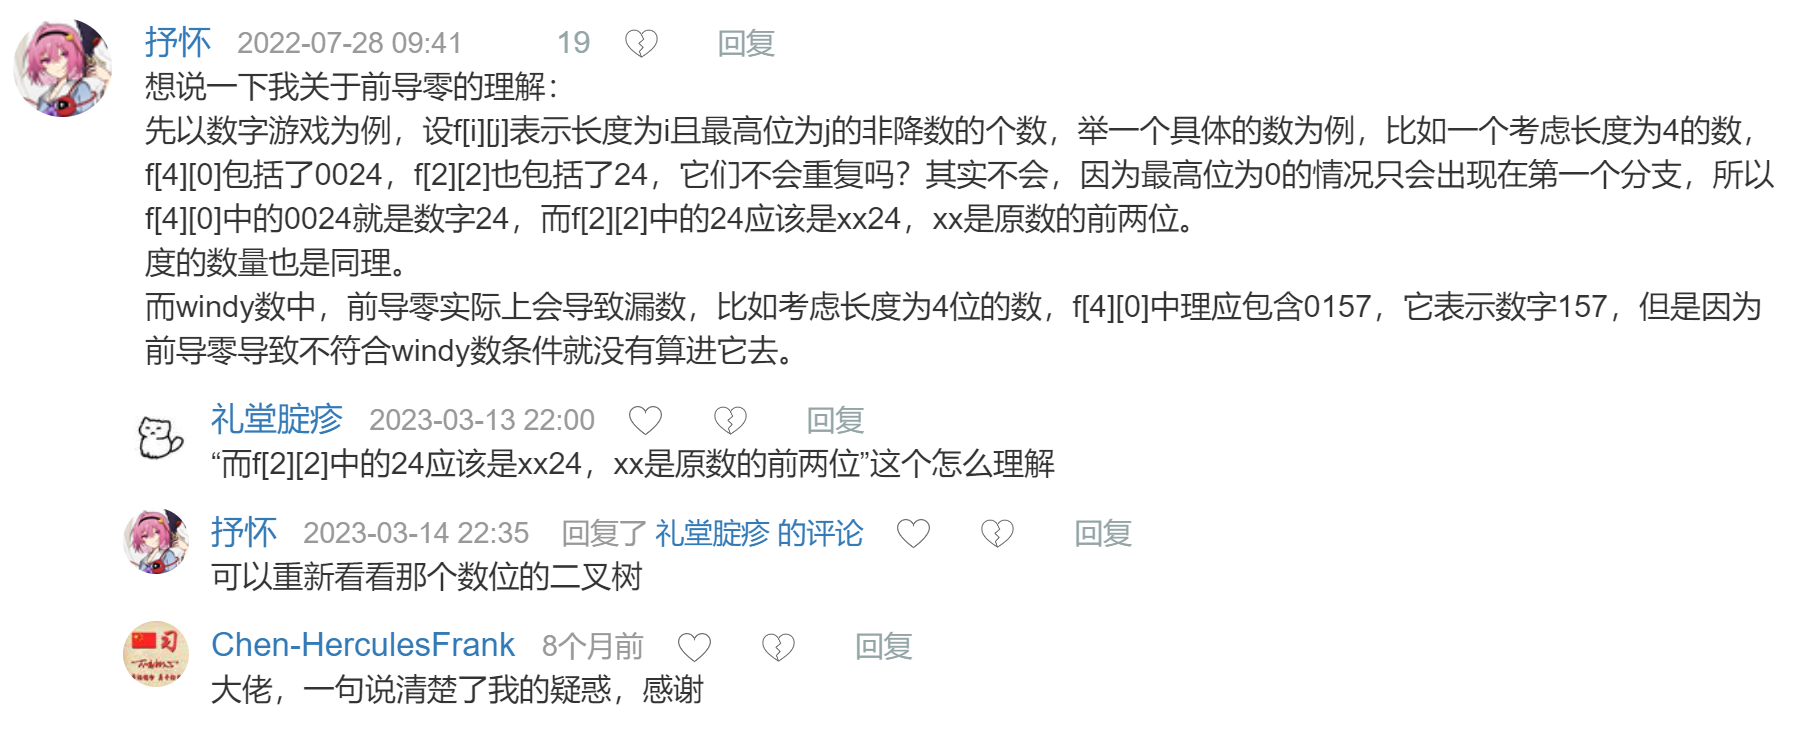 抒怀 2022-07-28 09:41 19 回复
想说一下我关于前导零的理解：
先以数字游戏为例，设f[i][j]表示长度为i且最高位为j的非降数的个数，举一个具体的数为例，比如一个考虑长度为4的数，
f[4][0]包括了0024，f[2][2]也包括了24，它们不会重复吗？其实不会，因为最高位为0的情况只会出现在第一个分支，所以
f[4][0]中的0024就是数字24，而f[2][2]中的24应该是xx24，xx是原数的前两位。
度的数量也是同理。
而windy数中，前导零实际上会导致漏数，比如考虑长度为4位的数，f[4][0]中理应包含0157，它表示数字157，但是因为
前导零导致不符合windy数条件就没有算进它去。
礼堂腚疹 2023-03-13 22:00 回复
“而f[2][2]中的24应该是xx24，xx是原数的前两位”这个怎么理解
抒怀 2023-03-14 22:35 回复了 礼堂腚疹 的评论 回复
可以重新看看那个数位的二叉树
Chen-HerculesFrank 8个月前 回复
大佬，一句说清楚了我的疑惑，感谢